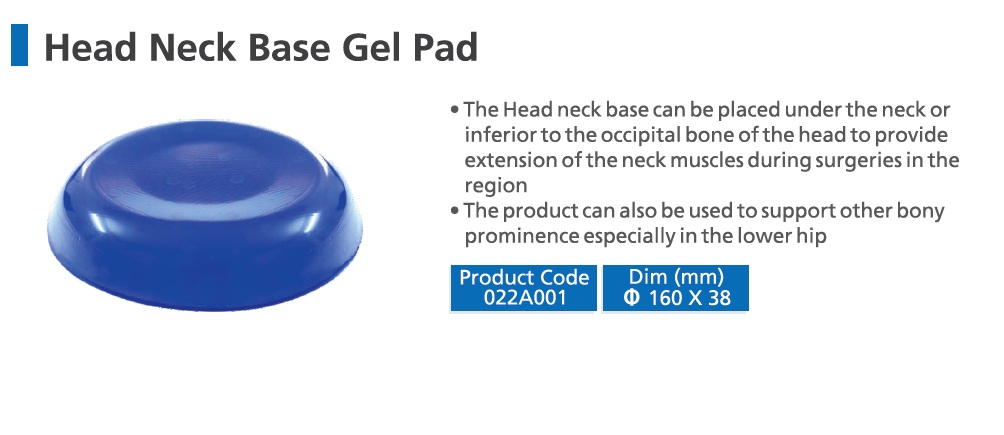 Head Neck Base Gel Pad
• The Head neck base can be placed under the neck or
inferior to the occipital bone of the head to provide
extension of the neck muscles during surgeries in the
region
• The product can also be used to support other bony
prominence especially in the lower hip
Product Code
022A001
Dim (mm)
Φ 160 X 38